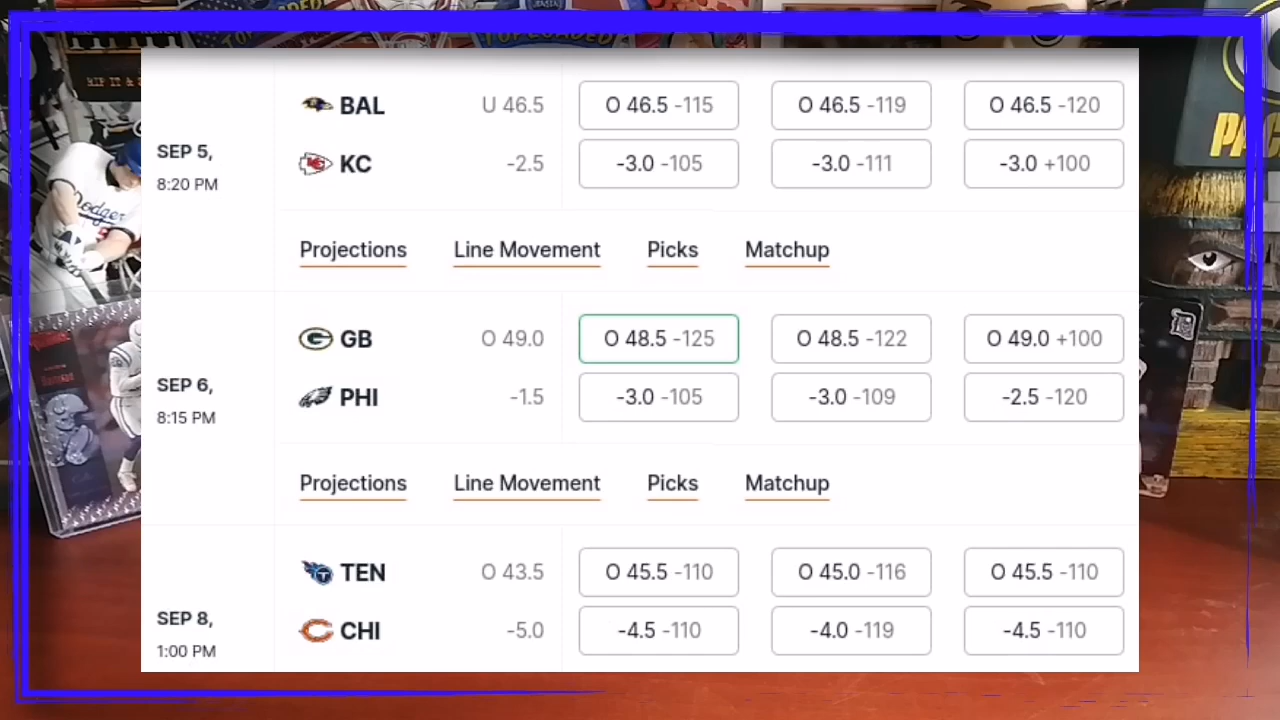 BAL U 46.5 O 46.5 -115 O 46.5 -119 O 46.5 -120
SEP 5,
8:20 PM
KC -2.5 -3.0 -105 -3.0 -111 -3.0 +100
Projections Line Movement Picks Matchup
GB O 49.0 O 48.5 -125 O 48.5 -122 O 49.0 +100
SEP 6,
8:15 PM
PHI -1.5 -3.0 -105 -3.0 -109 -2.5 -120
Projections Line Movement Picks Matchup
TEN O 43.5 O 45.5 -110 O 45.0 -116 O 45.5 -110
SEP 8,
1:00 PM
CHI -5.0 -4.5 -110 -4.0 -119 -4.5 -110
Dodgers